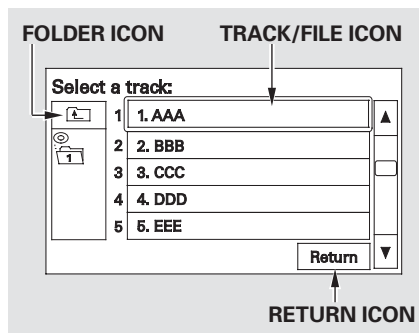 FOLDER ICON TRACK/FILE ICON
Select a track:
1 1. AAA
1
2 2. BBB
3 3. CCC
4 4. DDD
5 5. EEE
Return
RETURN ICON